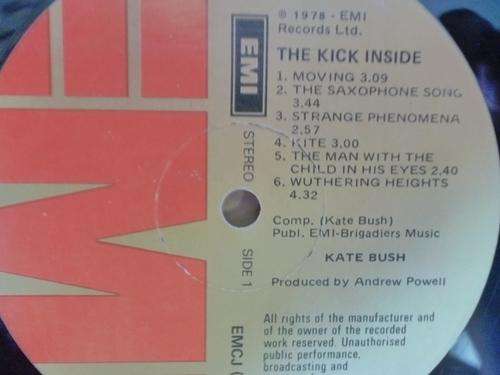 ℗ 1978 - EMI
Records Ltd.
EMI
THE KICK INSIDE
1. MOVING 3.09
2. THE SAXOPHONE SONG
3.44
3. STRANGE PHENOMENA
2.57
4. KITE 3.00
5. THE MAN WITH THE
CHILD IN HIS EYES 2.40
6. WUTHERING HEIGHTS
4.32
STEREO
SIDE 1
Comp. (Kate Bush)
Publ. EMI-Brigadiers Music
KATE BUSH
Produced by Andrew Powell
EMCJ (
All rights of the manufacturer and
of the owner of the recorded
work reserved. Unauthorised
public performance,
broadcasting and